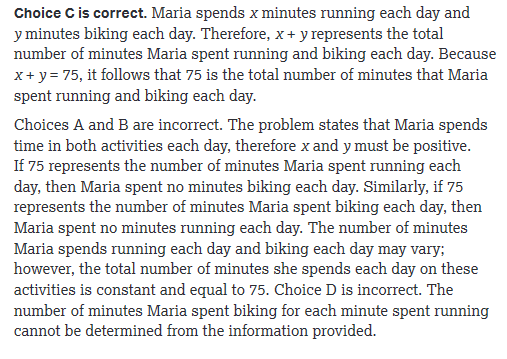 Choice C is correct. Maria spends x minutes running each day and
y minutes biking each day. Therefore, x + y represents the total
number of minutes Maria spent running and biking each day. Because
x + y = 75, it follows that 75 is the total number of minutes that Maria
spent running and biking each day.
Choices A and B are incorrect. The problem states that Maria spends
time in both activities each day, therefore x and y must be positive.
If 75 represents the number of minutes Maria spent running each
day, then Maria spent no minutes biking each day. Similarly, if 75
represents the number of minutes Maria spent biking each day, then
Maria spent no minutes running each day. The number of minutes
Maria spends running each day and biking each day may vary;
however, the total number of minutes she spends each day on these
activities is constant and equal to 75. Choice D is incorrect. The
number of minutes Maria spent biking for each minute spent running
cannot be determined from the information provided.